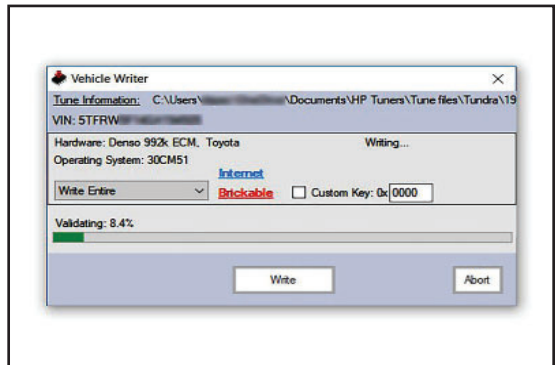 Vehicle Writer
Tune Information: C:\Users\ \Documents\HP Tuners\Tune files\Tundra\19
VIN: 5TFRW
Hardware: Denso 992k ECM, Toyota Writing...
Operating System: 30CM51
Internet
Write Entire Brickable Custom Key: 0x 0000
Validating: 8.4%
Write Abort